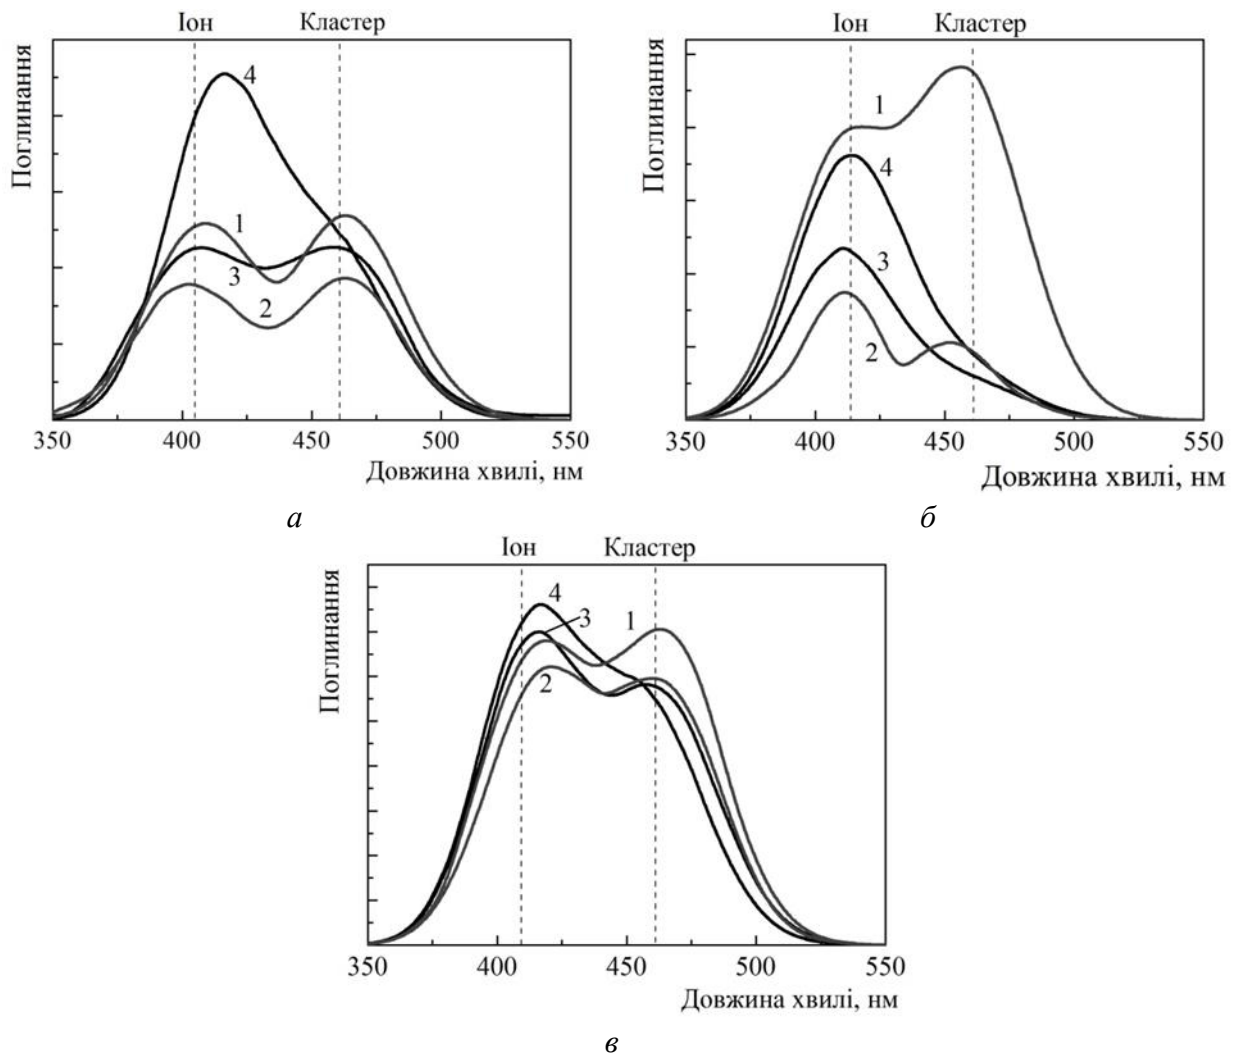 Іон Кластер
Поглинання
4
1
3
2
350 400 450 500 550
Довжина хвилі, нм
а
Іон Кластер
Поглинання
1
4
3
2
350 400 450 500 550
Довжина хвилі, нм
б
Іон Кластер
Поглинання
4
3 1
2
350 400 450 500 550
Довжина хвилі, нм
в